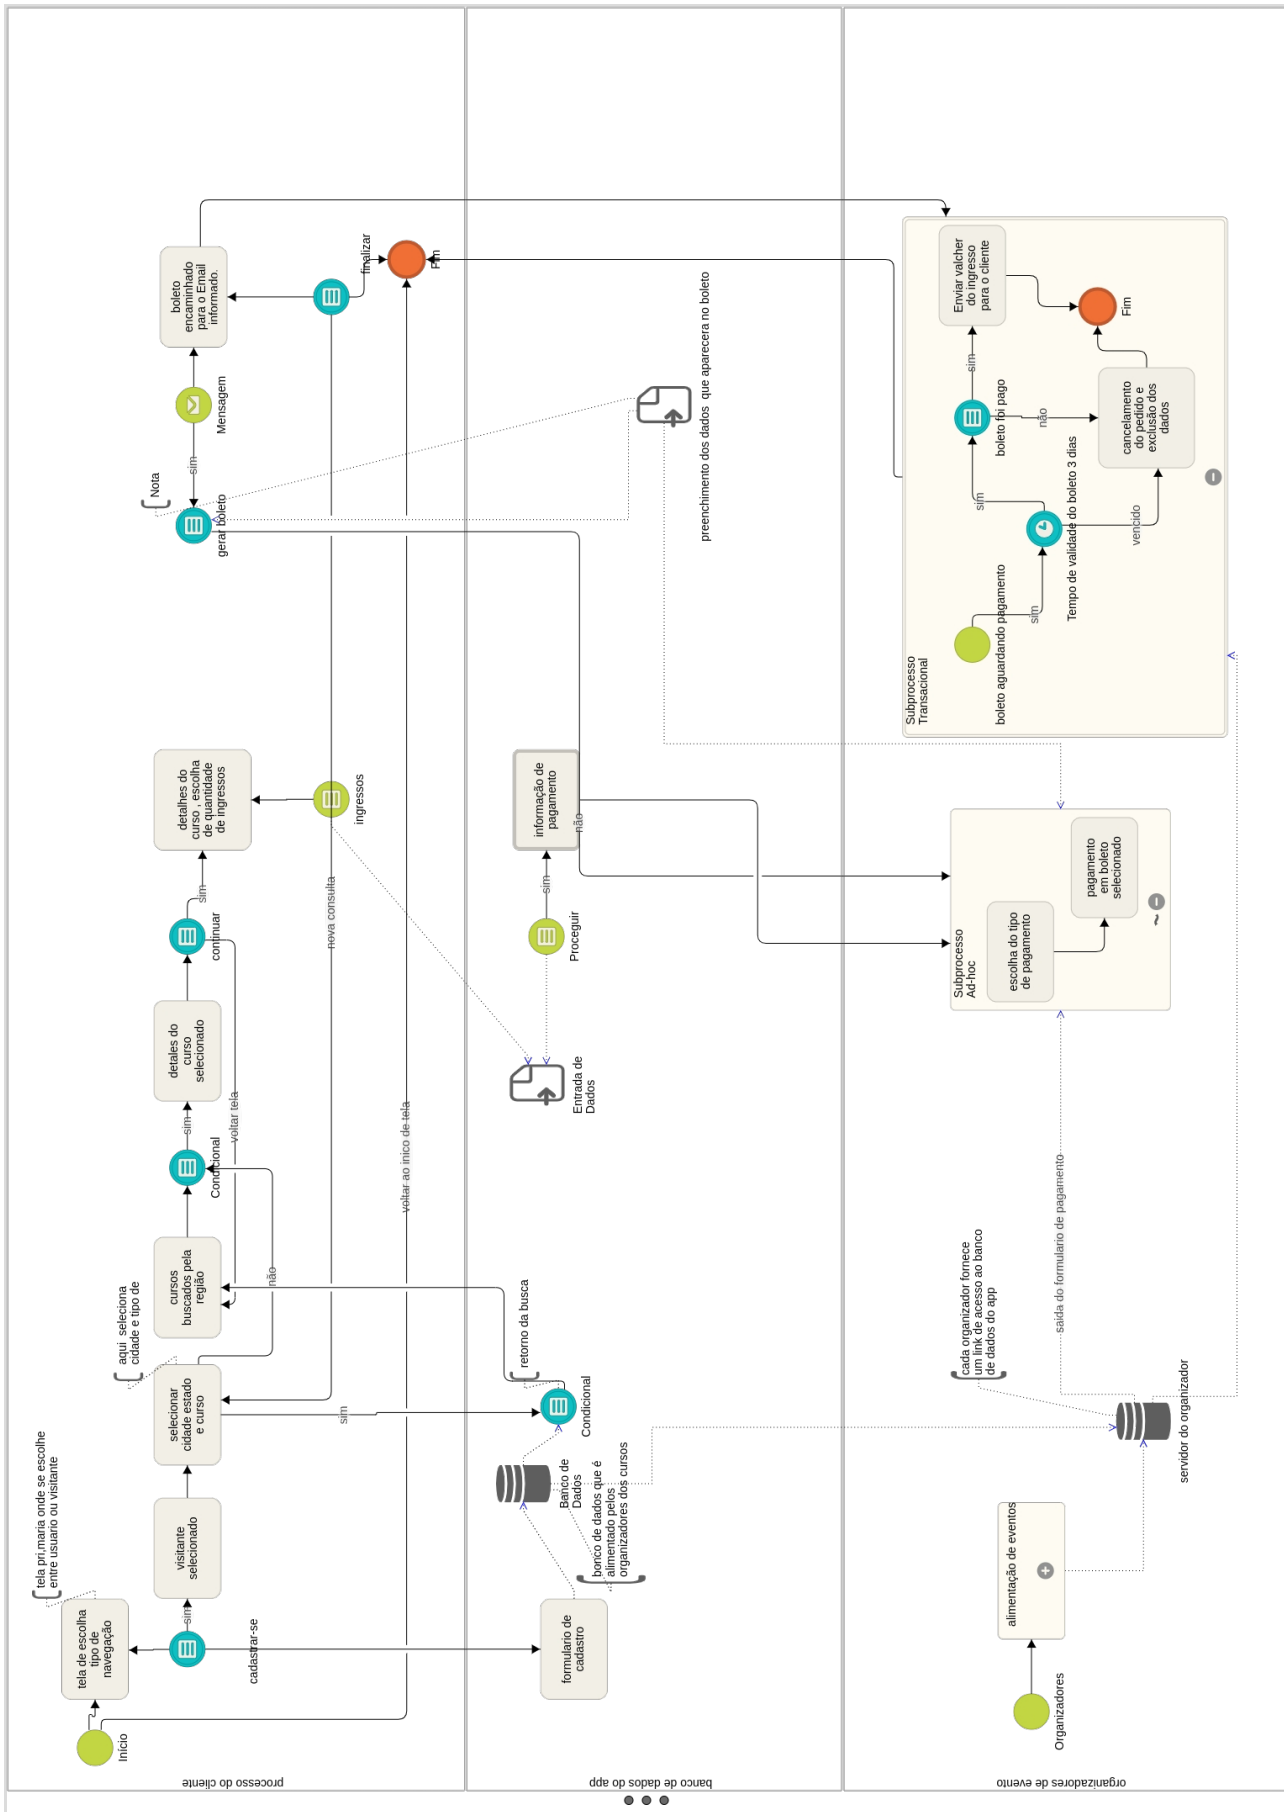 processo do cliente
Início
tela de escolha
tipo de
navegação
tela pri,maria onde se escolhe
entre usuario ou visitante
cadastrar-se
sim
visitante
selecionado
selecionar
cidade estado
e curso
aqui seleciona
cidade e tipo de
sim
não
cursos
buscados pela
região
Condicional
sim
voltar tela
detales do
curso
selecionado
continuar
sim
detalhes do
curso , escolha
de quantidade
de ingressos
ingressos
nova consulta
voltar ao inico de tela
gerar boleto
Nota
sim
Mensagem
boleto
encaminhado
para o Email
informado.
finalizar
Fim
banco de dados do app
formulario de
cadastro
Banco de
Dados
bonco de dados que é
alimentado pelos
organizadores dos cursos
Condicional
retorno da busca
Entrada de
Dados
Proceguir
sim
informação de
pagamento
não
preenchimento dos dados que aparecera no boleto
organizadores de evento
Organizadores
alimentação de eventos
servidor do organizador
cada organizador fornece
um link de acesso ao banco
de dados do app
saida do formulario de pagamento
Subprocesso
Ad-hoc
escolha do tipo
de pagamento
pagamento
em boleto
selecionado
Subprocesso
Transacional
boleto aguardando pagamento
sim
Tempo de validade do boleto 3 dias
sim
vencido
boleto foi pago
sim
não
Enviar valcher
do ingresso
para o cliente
cancelamento
do pedido e
exclusão dos
dados
Fim